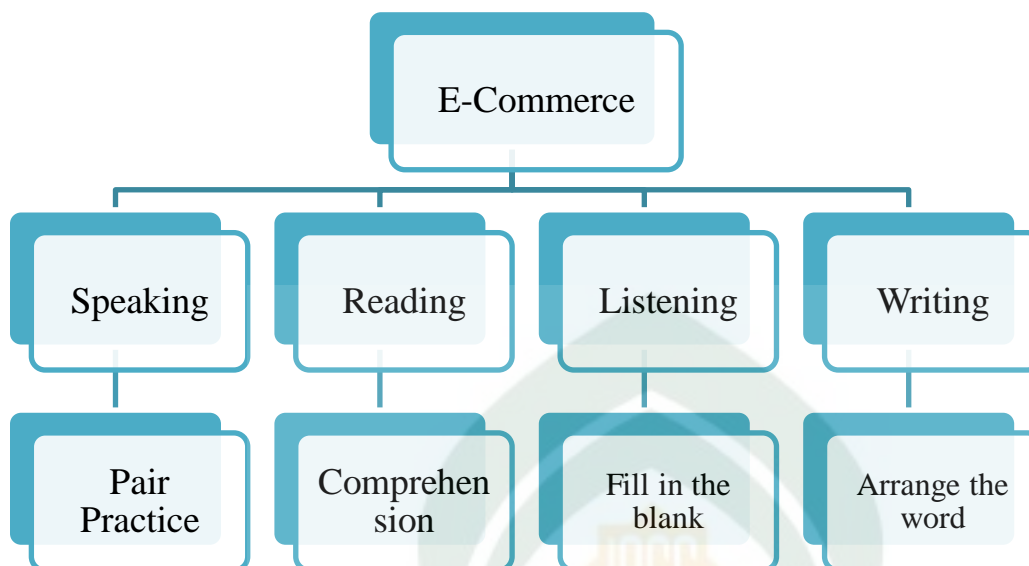 E-Commerce
Speaking
Reading
Listening
Writing
Pair
Practice
Comprehen
sion
Fill in the
blank
Arrange the
word